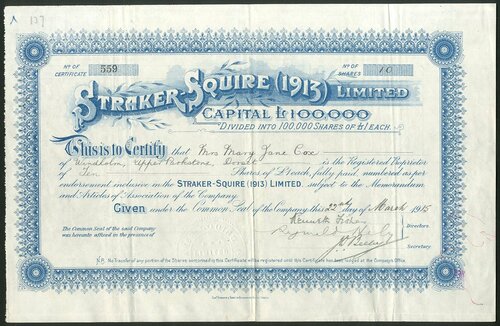 127
No OF CERTIFICATE 559
No OF SHARES 10
STRAKER SQUIRE (1913) LIMITED
CAPITAL £100,000
DIVIDED INTO 100,000 SHARES OF £1 EACH.
This is to Certify that Mrs Mary Jane Coxe
of Windholm, Upper Parkstone, Dorset is the Registered Proprietor
of Ten Shares of £1 each, fully paid, numbered as per
endorsement inclusive in the STRAKER-SQUIRE (1913) LIMITED. subject to the Memorandum
and Articles of Association of the Company.
Given under the Common Seal of the Company this 22nd day of March 1915
The Common Seal of the said Company
was hereunto affixed in the presence of
Directors.
Secretary
N.B. No Transfer of any portion of the Shares comprised in this Certificate will be registered until this Certificate has been lodged at the Company's Office